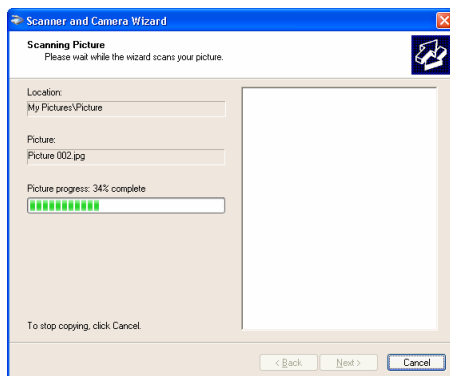 Scanner and Camera Wizard
Scanning Picture
Please wait while the wizard scans your picture.
Location:
My Pictures\Picture
Picture:
Picture 002.jpg
Picture progress: 34% complete
To stop copying, click Cancel.
< Back
Next >
Cancel